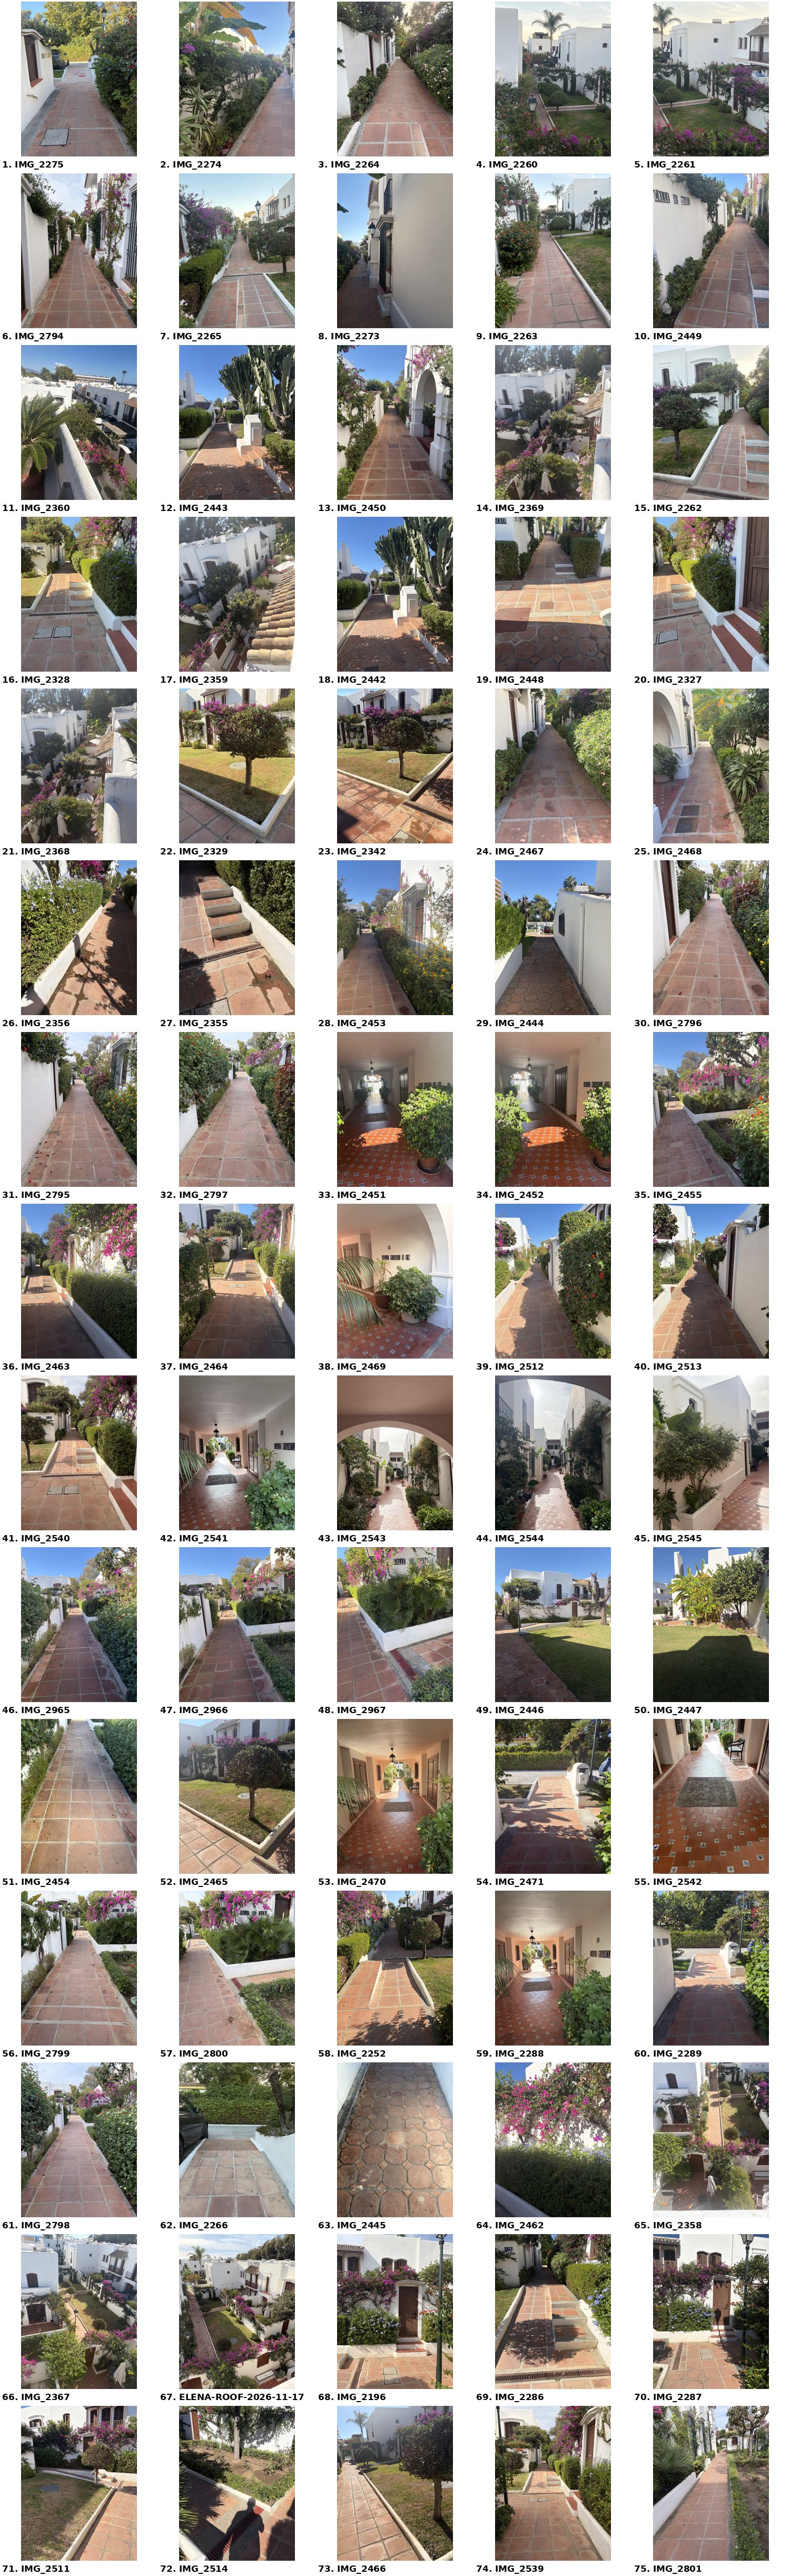 1. IMG_2275
2. IMG_2274
3. IMG_2264
4. IMG_2260
5. IMG_2261
6. IMG_2794
7. IMG_2265
8. IMG_2273
9. IMG_2263
10. IMG_2449
11. IMG_2360
12. IMG_2443
13. IMG_2450
14. IMG_2369
15. IMG_2262
16. IMG_2328
17. IMG_2359
18. IMG_2442
19. IMG_2448
20. IMG_2327
21. IMG_2368
22. IMG_2329
23. IMG_2342
24. IMG_2467
25. IMG_2468
26. IMG_2356
27. IMG_2355
28. IMG_2453
29. IMG_2444
30. IMG_2796
31. IMG_2795
32. IMG_2797
33. IMG_2451
34. IMG_2452
35. IMG_2455
36. IMG_2463
37. IMG_2464
38. IMG_2469
39. IMG_2512
40. IMG_2513
41. IMG_2540
42. IMG_2541
43. IMG_2543
44. IMG_2544
45. IMG_2545
46. IMG_2965
47. IMG_2966
48. IMG_2967
49. IMG_2446
50. IMG_2447
51. IMG_2454
52. IMG_2465
53. IMG_2470
54. IMG_2471
55. IMG_2542
56. IMG_2799
57. IMG_2800
58. IMG_2252
59. IMG_2288
60. IMG_2289
61. IMG_2798
62. IMG_2266
63. IMG_2445
64. IMG_2462
65. IMG_2358
66. IMG_2367
67. ELENA-ROOF-2026-11-17
68. IMG_2196
69. IMG_2286
70. IMG_2287
71. IMG_2511
72. IMG_2514
73. IMG_2466
74. IMG_2539
75. IMG_2801